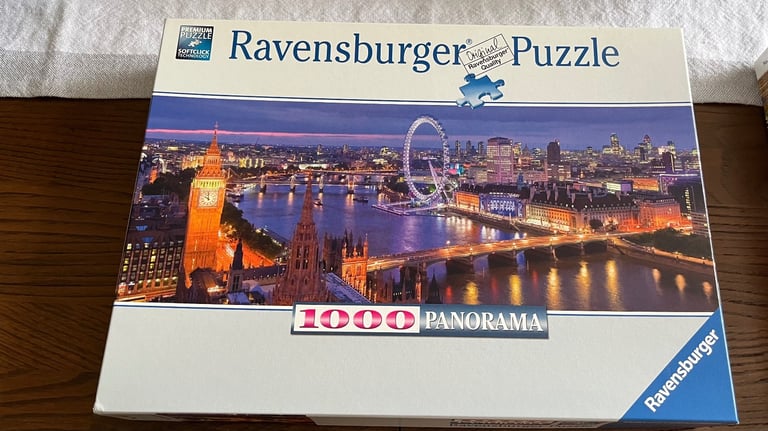 PREMIUM
PUZZLE
SOFTCLICK
TECHNOLOGY
Ravensburger® Puzzle
Original
Ravensburger
Quality
1000 PANORAMA
Ravensburger